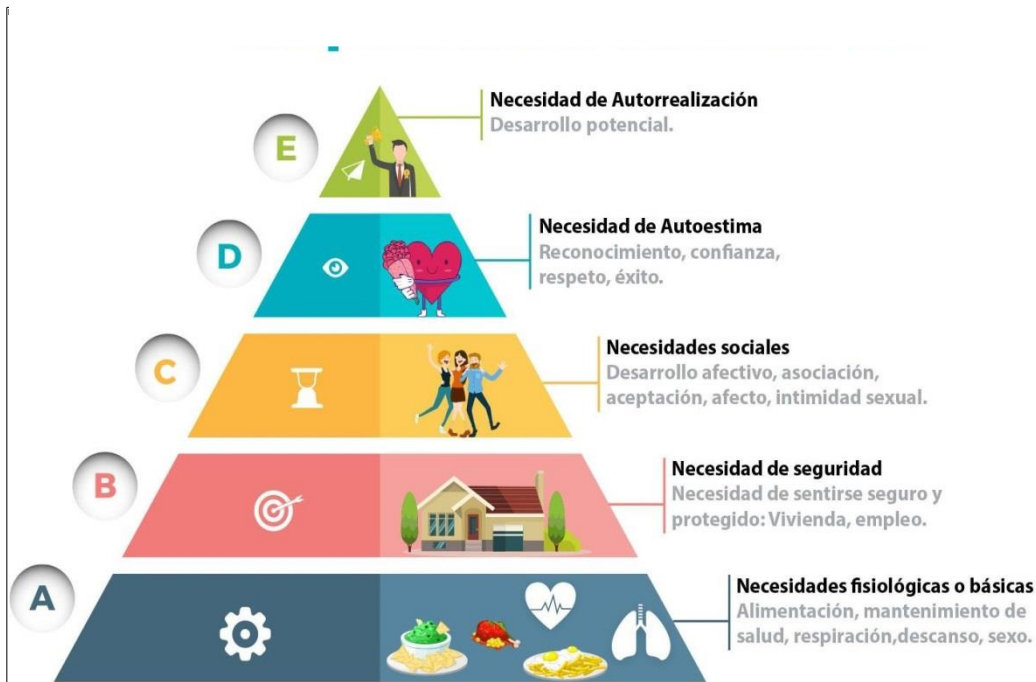 E
Necesidad de Autorrealización
Desarrollo potencial.
D
Necesidad de Autoestima
Reconocimiento, confianza,
respeto, éxito.
C
Necesidades sociales
Desarrollo afectivo, asociación,
aceptación, afecto, intimidad sexual.
B
Necesidad de seguridad
Necesidad de sentirse seguro y
protegido: Vivienda, empleo.
A
Necesidades fisiológicas o básicas
Alimentación, mantenimiento de
salud, respiración,descanso, sexo.